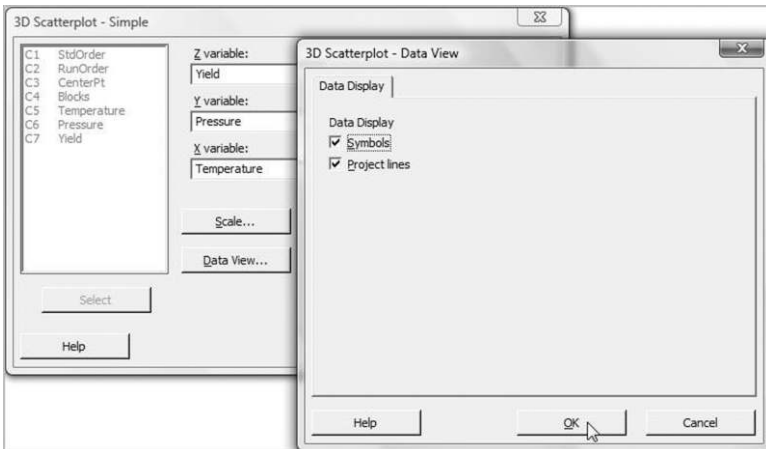 3D Scatterplot - Simple
C1 StdOrder
C2 RunOrder
C3 CenterPt
C4 Blocks
C5 Temperature
C6 Pressure
C7 Yield
Z variable:
Yield
Y variable:
Pressure
X variable:
Temperature
Scale...
Data View...
Select
Help
3D Scatterplot - Data View
Data Display
Data Display
Symbols
Project lines
Help
OK
Cancel